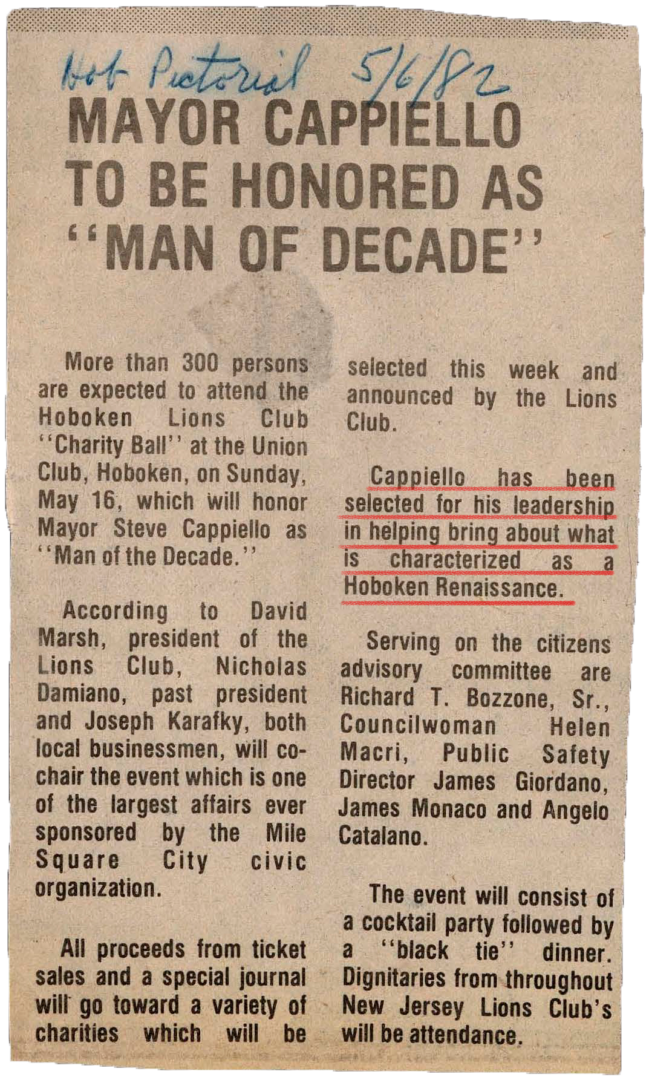 Hob Pictorial 5/6/82
MAYOR CAPPIELLO
TO BE HONORED AS
‘‘MAN OF DECADE’’
More than 300 persons
are expected to attend the
Hoboken Lions Club
‘‘Charity Ball’’ at the Union
Club, Hoboken, on Sunday,
May 16, which will honor
Mayor Steve Cappiello as
‘‘Man of the Decade.’’
According to David
Marsh, president of the
Lions Club, Nicholas
Damiano, past president
and Joseph Karafky, both
local businessmen, will co-
chair the event which is one
of the largest affairs ever
sponsored by the Mile
Square City civic
organization.
All proceeds from ticket
sales and a special journal
will go toward a variety of
charities which will be
selected this week and
announced by the Lions
Club.
Cappiello has been
selected for his leadership
in helping bring about what
is characterized as a
Hoboken Renaissance.
Serving on the citizens
advisory committee are
Richard T. Bozzone, Sr.,
Councilwoman Helen
Macri, Public Safety
Director James Giordano,
James Monaco and Angelo
Catalano.
The event will consist of
a cocktail party followed by
a ‘‘black tie’’ dinner.
Dignitaries from throughout
New Jersey Lions Club's
will be attendance.